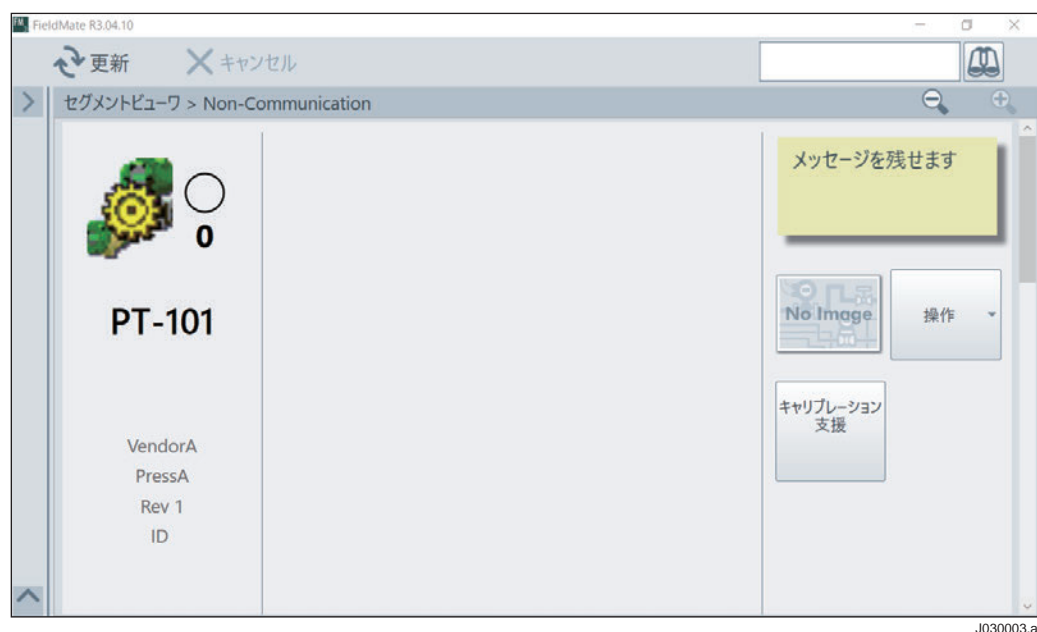 FieldMate R3.04.10
更新
キャンセル
セグメントビューワ > Non-Communication
0
PT-101
VendorA
PressA
Rev 1
ID
メッセージを残せます
No Image
操作
キャリブレーション
支援
J030003.a